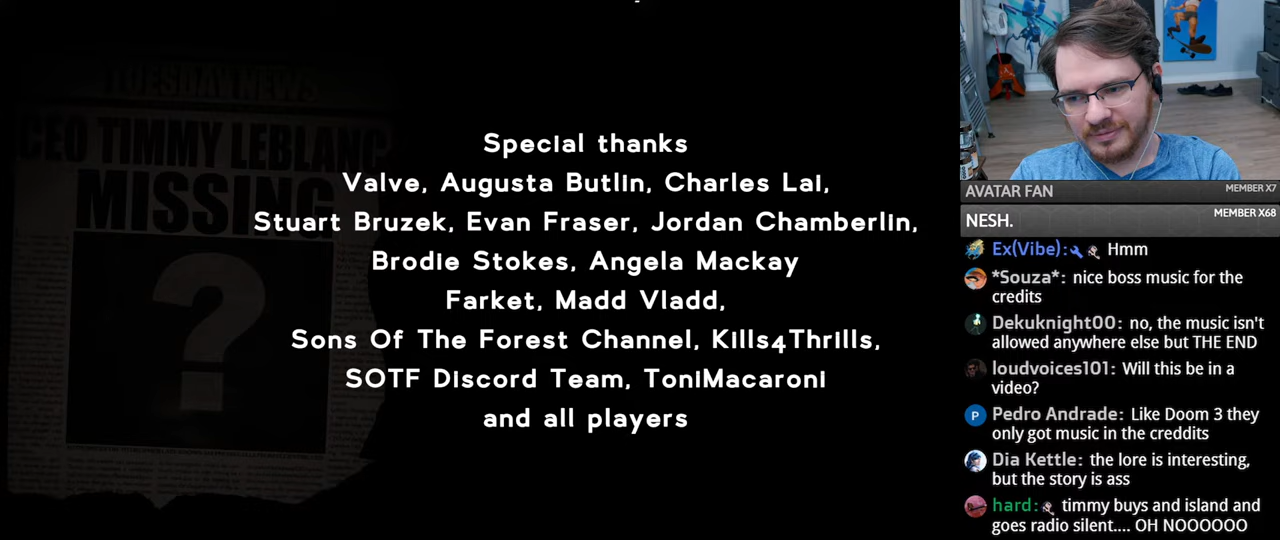 TUESDAY NEWS
CEO TIMMY LEBLANC
MISSING
?
Special thanks
Valve, Augusta Butlin, Charles Lai,
Stuart Bruzek, Evan Fraser, Jordan Chamberlin,
Brodie Stokes, Angela Mackay
Farket, Madd Vladd,
Sons Of The Forest Channel, Kills4Thrills,
SOTF Discord Team, ToniMacaroni
and all players
AVATAR FAN MEMBER X7
NESH. MEMBER X68
Ex(Vibe): Hmm
*Souza*: nice boss music for the
credits
Dekuknight00: no, the music isn't
allowed anywhere else but THE END
loudvoices101: Will this be in a
video?
P Pedro Andrade: Like Doom 3 they
only got music in the creddits
Dia Kettle: the lore is interesting,
but the story is ass
hard: timmy buys and island and
goes radio silent.... OH NOOOOOO